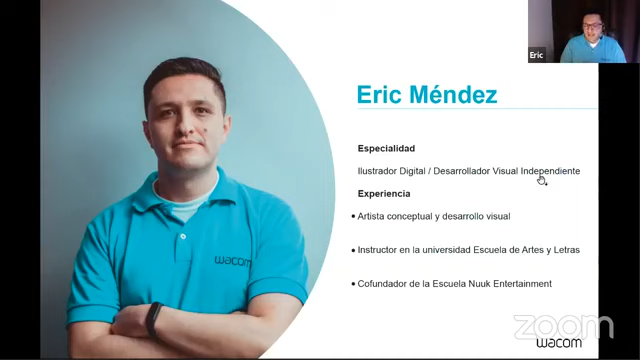 Eric
Eric Méndez
Especialidad
Ilustrador Digital / Desarrollador Visual Independiente
Experiencia
• Artista conceptual y desarrollo visual
• Instructor en la universidad Escuela de Artes y Letras
• Cofundador de la Escuela Nuuk Entertainment
wacom
zoom
wacom